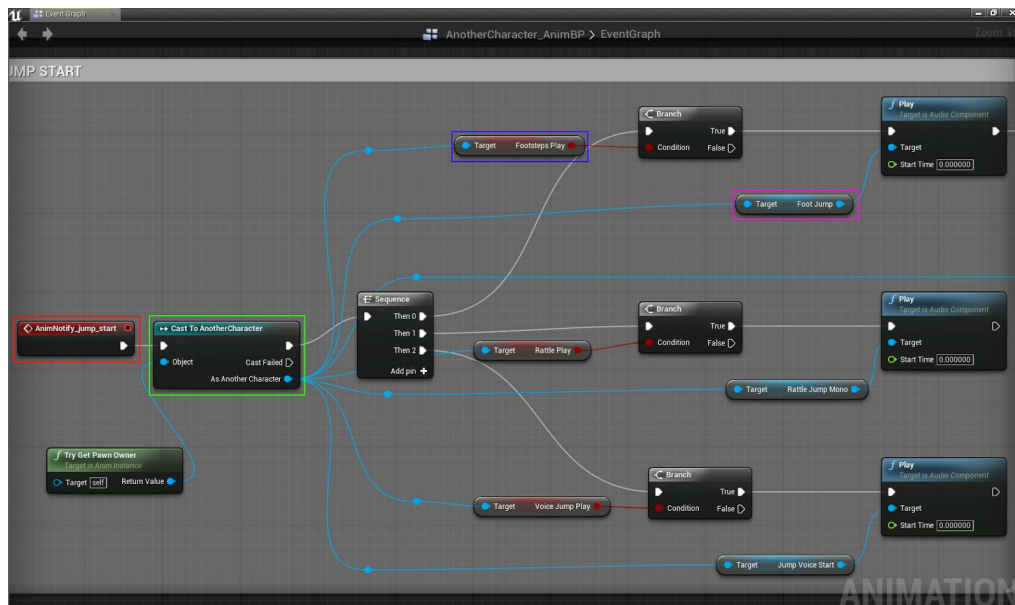 Event Graph
AnotherCharacter_AnimBP > EventGraph
Zoom
JMP START
Branch
True
Condition False
Play
Target is Audio Component
Target
Start Time 0.000000
Target Footsteps Play
Target Foot Jump
Sequence
Then 0
Then 1
Then 2
Add pin
AnimNotify_jump_start
Cast To AnotherCharacter
Object Cast Failed
As Another Character
Branch
True
Condition False
Play
Target is Audio Component
Target
Start Time 0.000000
Target Rattle Play
Target Rattle Jump Mono
Try Get Pawn Owner
Target is Anim Instance
Target self Return Value
Branch
True
Condition False
Play
Target is Audio Component
Target
Start Time 0.000000
Target Voice Jump Play
Target Jump Voice Start
ANIMATION